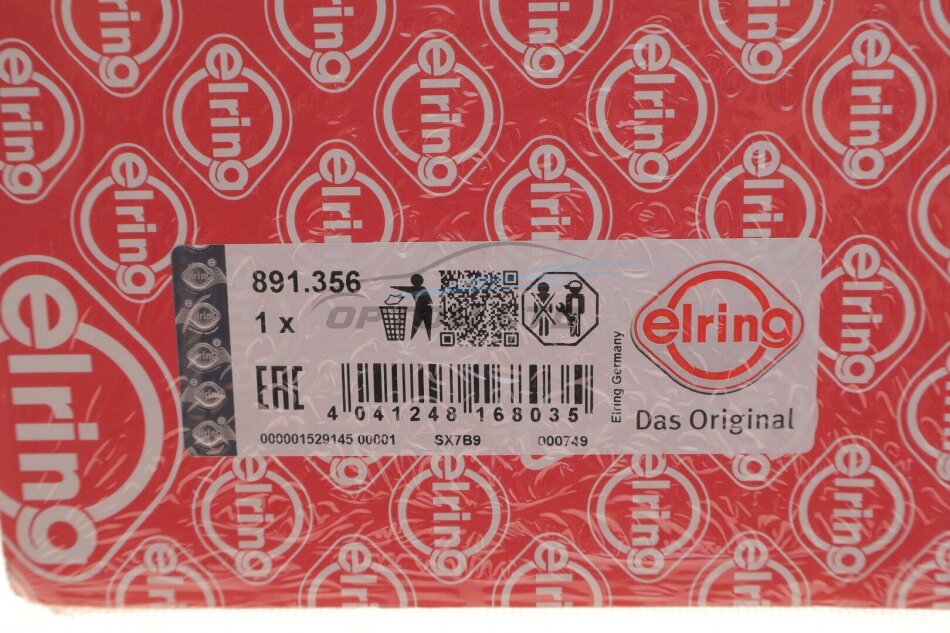 891.356
1 x
EAC
4 041248 168035
000001529145 00001 SX7B9 000749
Elring Germany
elring
Das Original